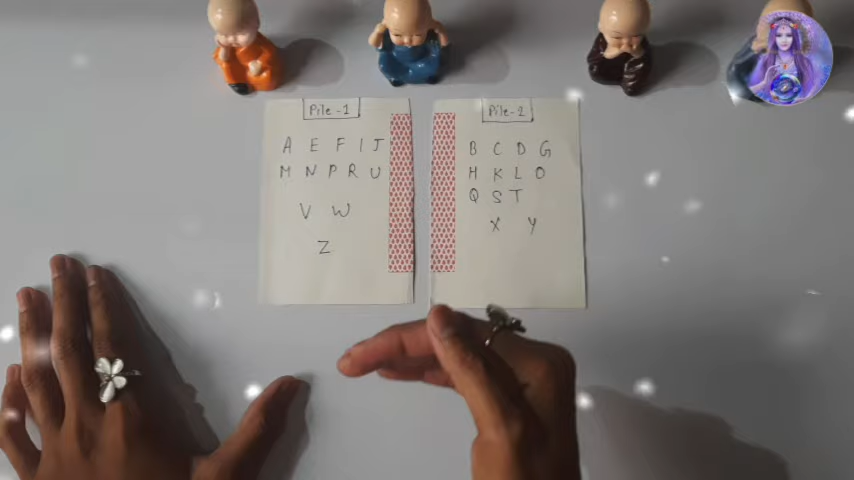 Pile-1
A E F I J
M N P R U
V W
Z
Pile-2
B C D G
H K L O
Q S T
X Y